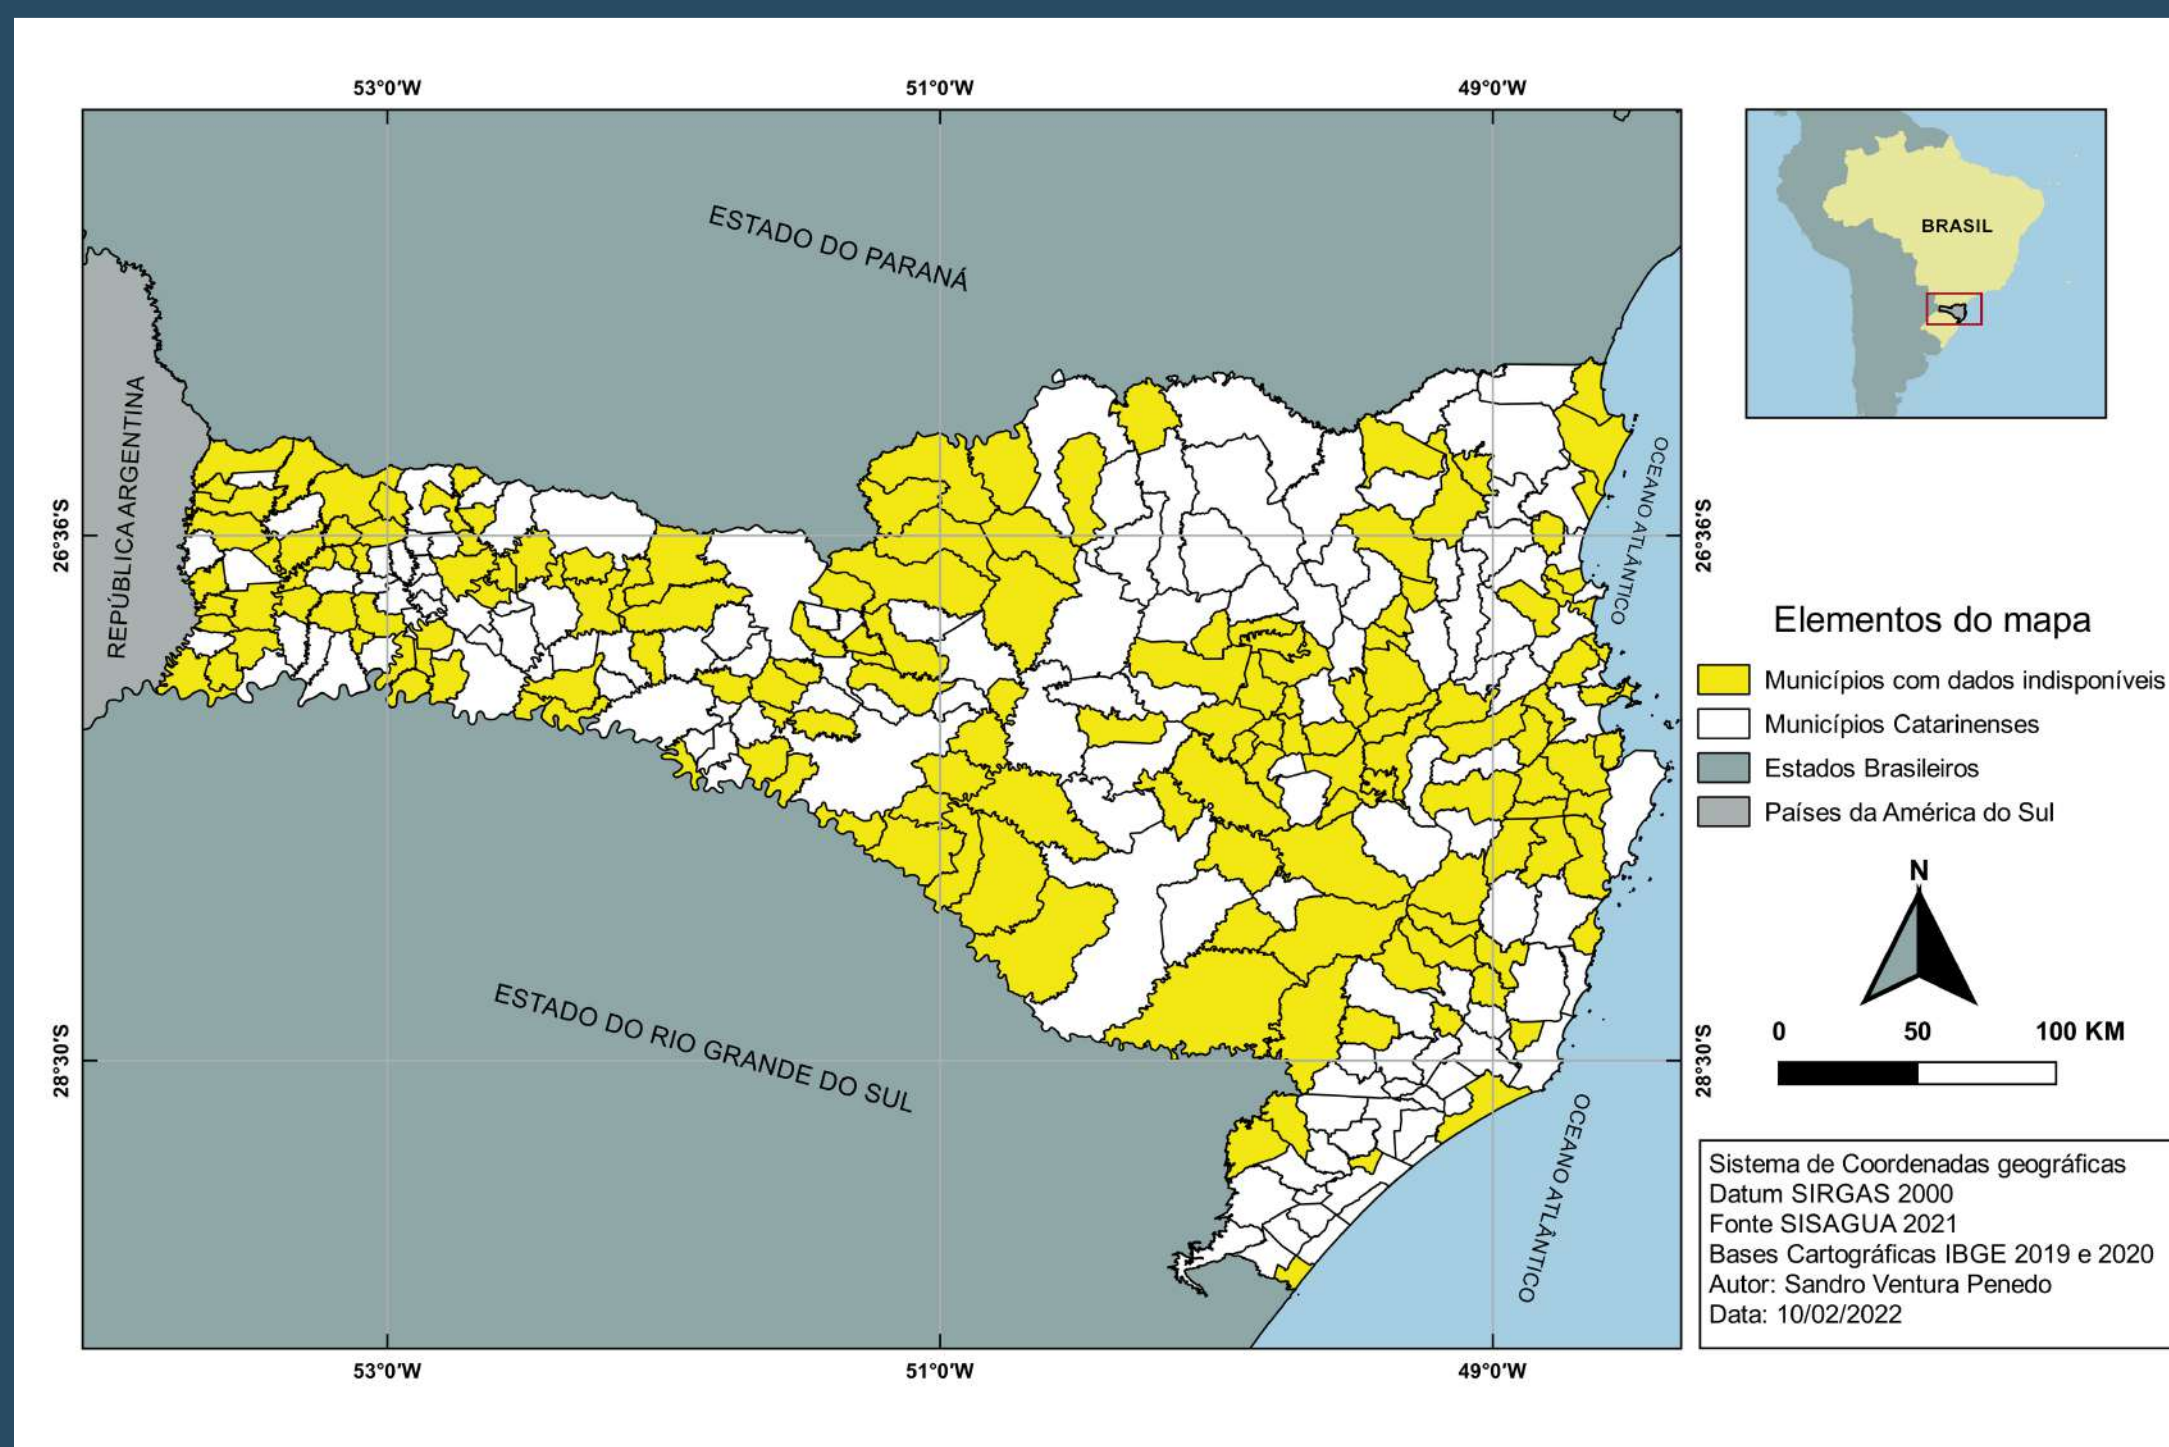 53°0'W
51°0'W
49°0'W
ESTADO DO PARANÁ
BRASIL
REPÚBLICA ARGENTINA
OCEANO ATLÂNTICO
26°36'S
26°36'S
Elementos do mapa
Municípios com dados indisponíveis
Municípios Catarinenses
Estados Brasileiros
Países da América do Sul
N
ESTADO DO RIO GRANDE DO SUL
0 50 100 KM
28°30'S
28°30'S
OCEANO ATLÂNTICO
Sistema de Coordenadas geográficas
Datum SIRGAS 2000
Fonte SISAGUA 2021
Bases Cartográficas IBGE 2019 e 2020
Autor: Sandro Ventura Penedo
Data: 10/02/2022
53°0'W
51°0'W
49°0'W